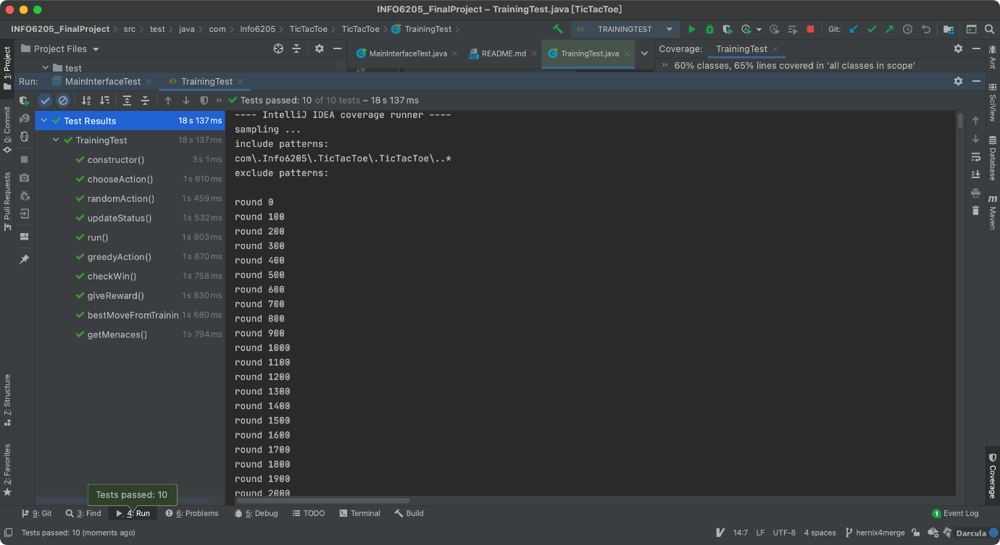 INFO6205_FinalProject – TrainingTest.java [TicTacToe]
INFO6205_FinalProject src test java com Info6205 TicTacToe TicTacToe TrainingTest TRAININGTEST Git:
1: Project
Project Files
MainInterfaceTest.java README.md TrainingTest.java
Coverage: TrainingTest
test
10
60% classes, 65% lines covered in 'all classes in scope'
Run: MainInterfaceTest TrainingTest
Tests passed: 10 of 10 tests – 18 s 137 ms
Test Results 18 s 137 ms
TrainingTest 18 s 137 ms
constructor() 3 s 1 ms
chooseAction() 1 s 610 ms
randomAction() 1 s 459 ms
updateStatus() 1 s 532 ms
run() 1 s 803 ms
greedyAction() 1 s 670 ms
checkWin() 1 s 758 ms
giveReward() 1 s 830 ms
bestMoveFromTrainin 1 s 680 ms
getMenaces() 1 s 794 ms
---- IntelliJ IDEA coverage runner ----
sampling ...
include patterns:
com\.Info6205\.TicTacToe\.TicTacToe\..*
exclude patterns:
round 0
round 100
round 200
round 300
round 400
round 500
round 600
round 700
round 800
round 900
round 1000
round 1100
round 1200
round 1300
round 1400
round 1500
round 1600
round 1700
round 1800
round 1900
round 2000
0: Commit
Pull Requests
7: Structure
2: Favorites
Ant
SciView
Database
m Maven
Coverage
Tests passed: 10
9: Git 3: Find 4: Run 6: Problems 5: Debug TODO Terminal Build 1 Event Log
Tests passed: 10 (moments ago) 14:7 LF UTF-8 4 spaces hernix4merge Darcula